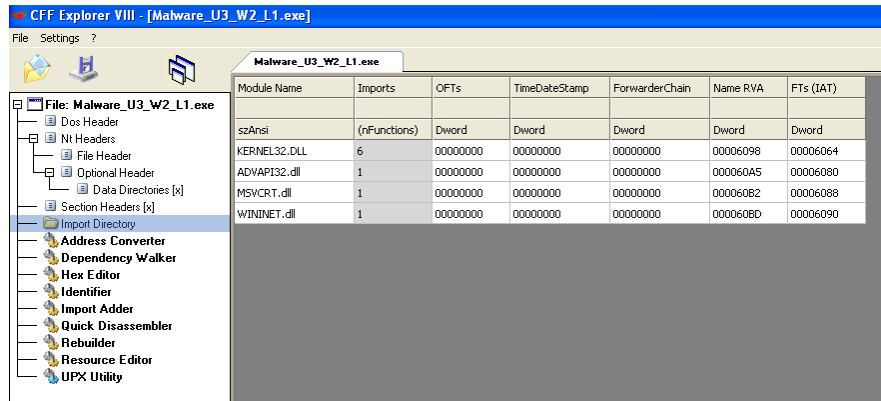 CFF Explorer VIII - [Malware_U3_W2_L1.exe]
File Settings ?
Malware_U3_W2_L1.exe
File: Malware_U3_W2_L1.exe
Dos Header
Nt Headers
File Header
Optional Header
Data Directories [x]
Section Headers [x]
Import Directory
Address Converter
Dependency Walker
Hex Editor
Identifier
Import Adder
Quick Disassembler
Rebuilder
Resource Editor
UPX Utility
Module Name Imports OFTs TimeDateStamp ForwarderChain Name RVA FTs (IAT)
szAnsi (nFunctions) Dword Dword Dword Dword Dword
KERNEL32.DLL 6 00000000 00000000 00000000 00006098 00006064
ADVAPI32.dll 1 00000000 00000000 00000000 000060A5 00006080
MSVCRT.dll 1 00000000 00000000 00000000 000060B2 00006088
WININET.dll 1 00000000 00000000 00000000 000060BD 00006090